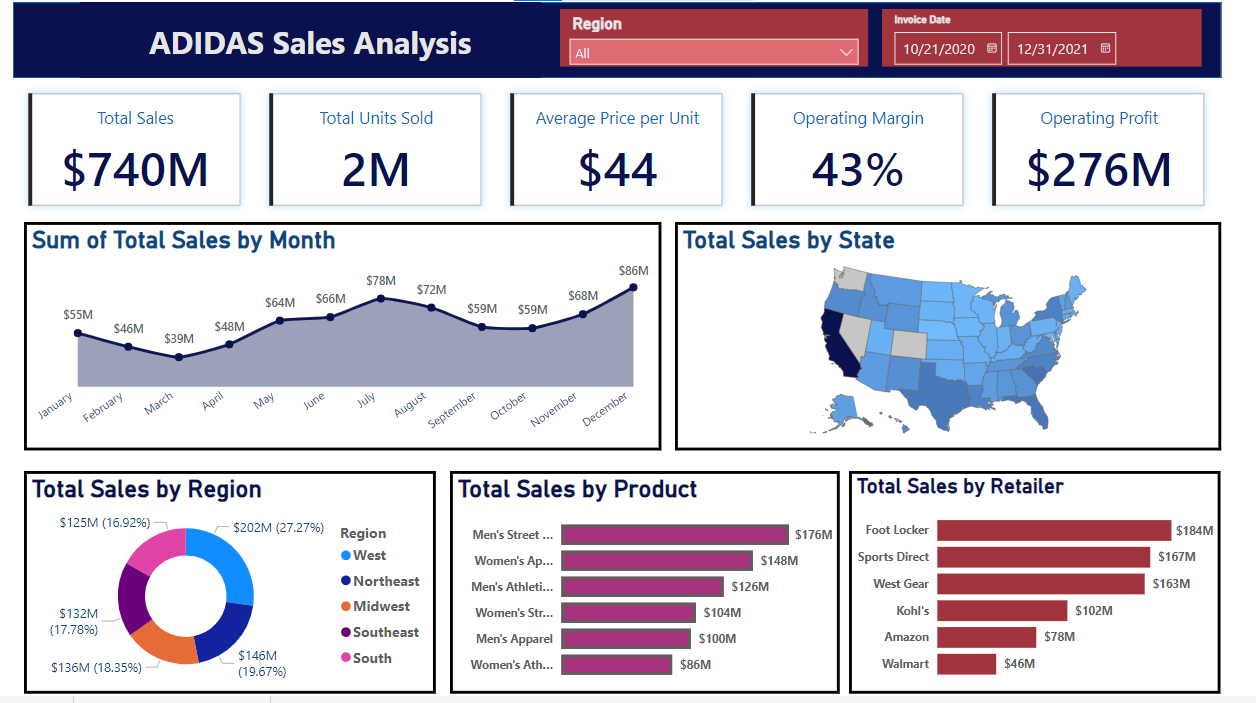 ADIDAS Sales Analysis
Region
All
Invoice Date
10/21/2020
12/31/2021
Total Sales
$740M
Total Units Sold
2M
Average Price per Unit
$44
Operating Margin
43%
Operating Profit
$276M
Sum of Total Sales by Month
$55M
$46M
$39M
$48M
$64M
$66M
$78M
$72M
$59M
$59M
$68M
$86M
January
February
March
April
May
June
July
August
September
October
November
December
Total Sales by State
Total Sales by Region
$125M (16.92%)
$202M (27.27%)
$132M
(17.78%)
$136M (18.35%)
$146M
(19.67%)
Region
West
Northeast
Midwest
Southeast
South
Total Sales by Product
Men's Street ... $176M
Women's Ap... $148M
Men's Athleti... $126M
Women's Str... $104M
Men's Apparel $100M
Women's Ath... $86M
Total Sales by Retailer
Foot Locker $184M
Sports Direct $167M
West Gear $163M
Kohl's $102M
Amazon $78M
Walmart $46M